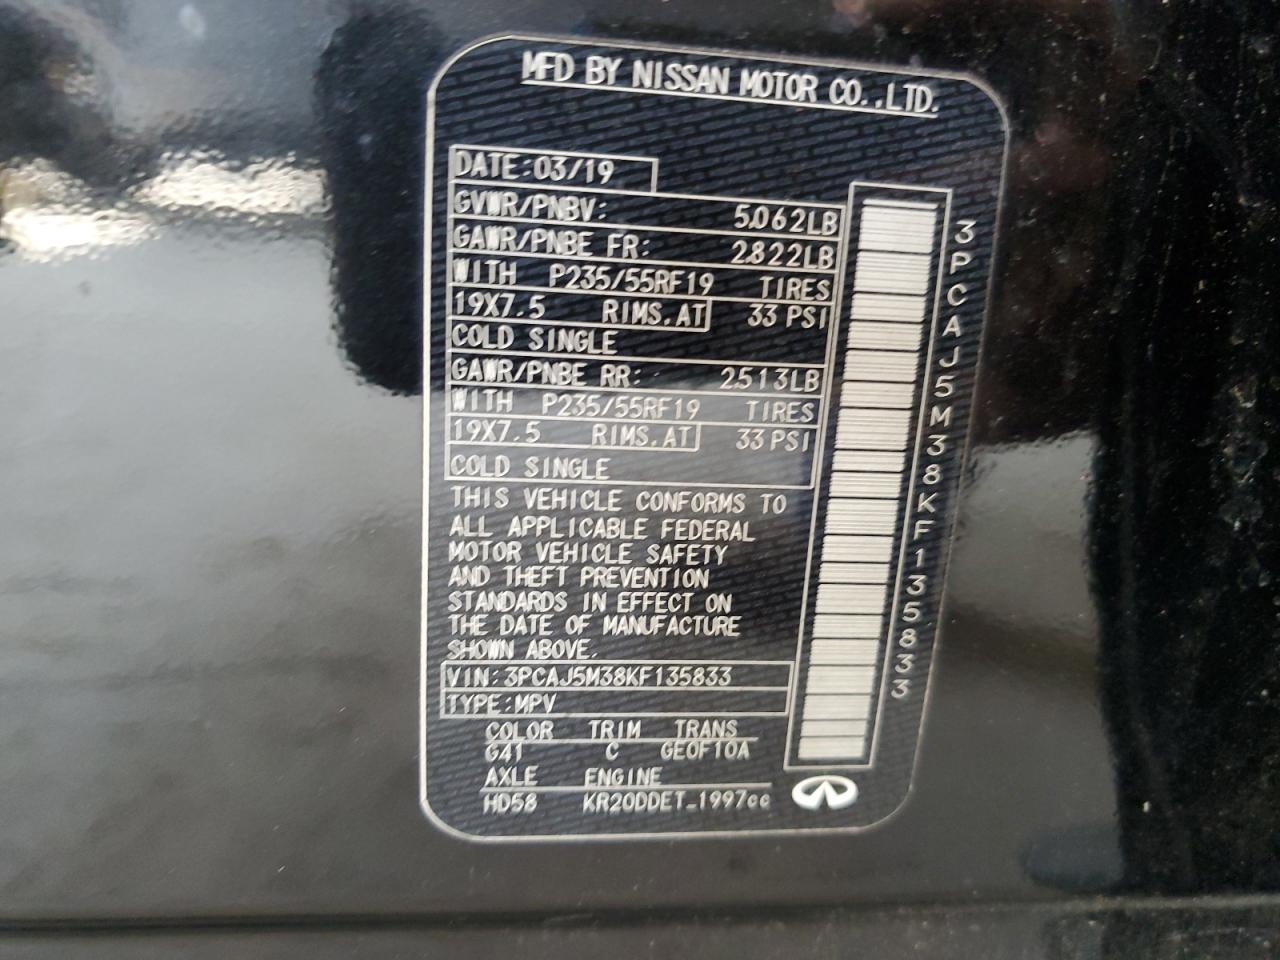 MFD BY NISSAN MOTOR CO.,LTD.
DATE:03/19
GVWR/PNBV: 5062LB
GAWR/PNBE FR: 2822LB
WITH P235/55RF19 TIRES
19X7.5 RIMS.AT 33 PSI
COLD SINGLE
GAWR/PNBE RR: 2513LB
WITH P235/55RF19 TIRES
19X7.5 RIMS.AT 33 PSI
COLD SINGLE
THIS VEHICLE CONFORMS TO
ALL APPLICABLE FEDERAL
MOTOR VEHICLE SAFETY
AND THEFT PREVENTION
STANDARDS IN EFFECT ON
THE DATE OF MANUFACTURE
SHOWN ABOVE.
VIN:3PCAJ5M38KF135833
TYPE:MPV
COLOR TRIM TRANS
G41 C GE0F10A
AXLE ENGINE
HD58 KR20DDET-1997cc
3PCAJ5M38KF135833